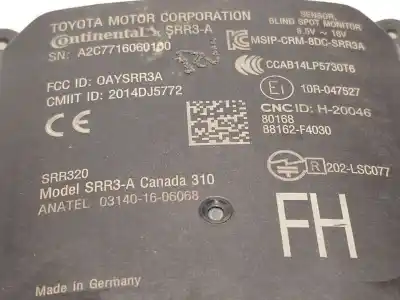 TOYOTA MOTOR CORPORATION
Continental SRR3-A
SN: A2C7716060100
SENSOR
BLIND SPOT MONITOR
9.5V ⎓ 16V
MSIP-CRM-8DC-SRR3A
FCC ID: OAYSRR3A
CMIIT ID: 2014DJ5772
CCAB14LP5730T6
E1 10R-047527
CE
CNC ID: H-20046
80168
88162-F4030
SRR320
Model SRR3-A Canada 310
ANATEL 03140-16-06068
R 202-LSC077
FH
Made in Germany